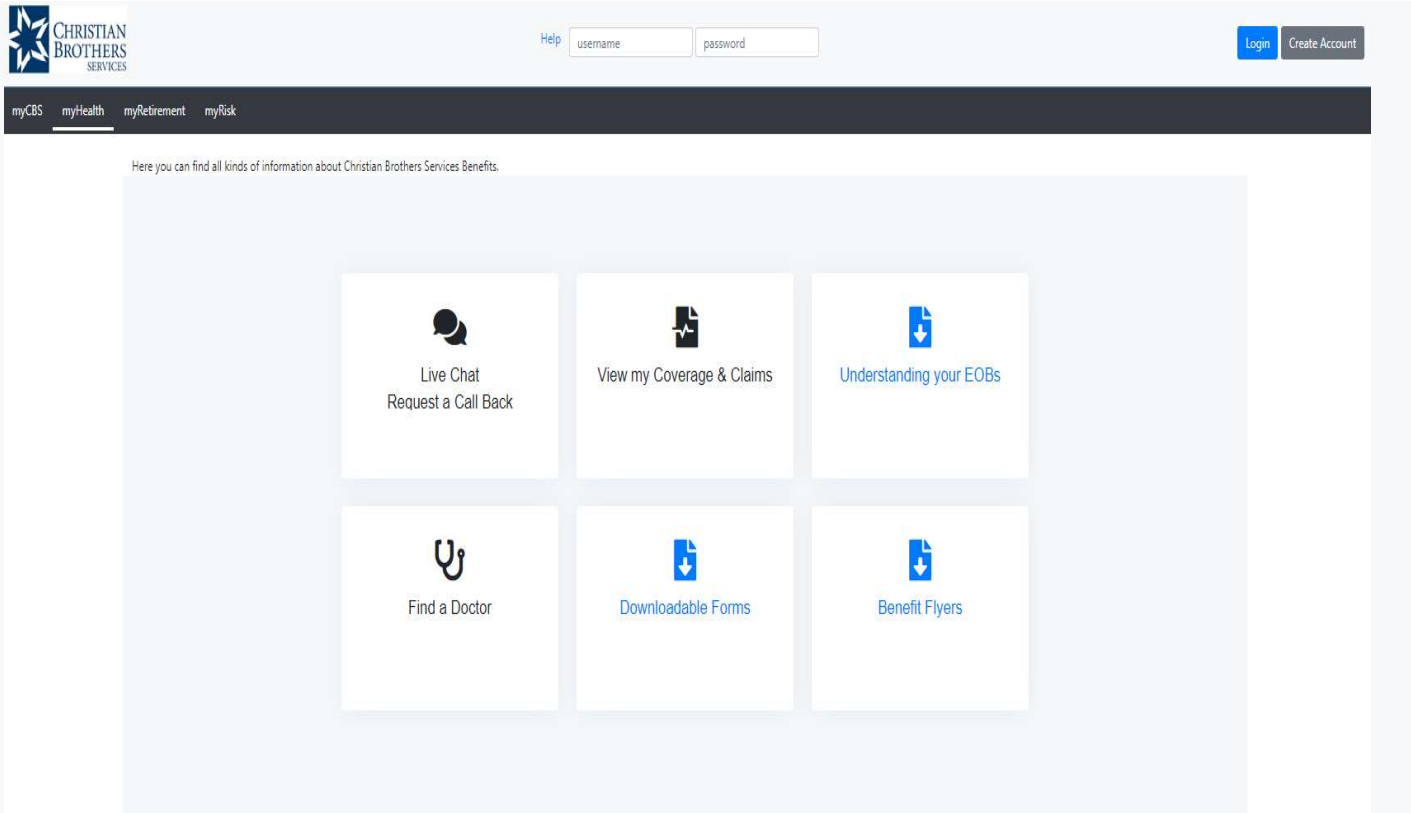 CHRISTIAN
BROTHERS
SERVICES
Help
username
password
Login
Create Account
myCBS
myHealth
myRetirement
myRisk
Here you can find all kinds of information about Christian Brothers Services Benefits.
Live Chat
Request a Call Back
View my Coverage & Claims
Understanding your EOBs
Find a Doctor
Downloadable Forms
Benefit Flyers